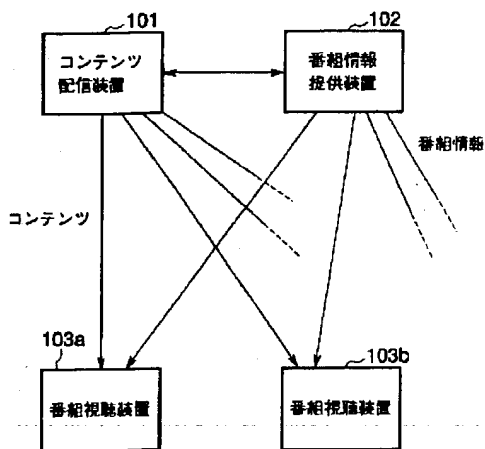 101
102
コンテンツ
配信装置
番組情報
提供装置
番組情報
コンテンツ
103a
103b
番組視聴装置
番組視聴装置